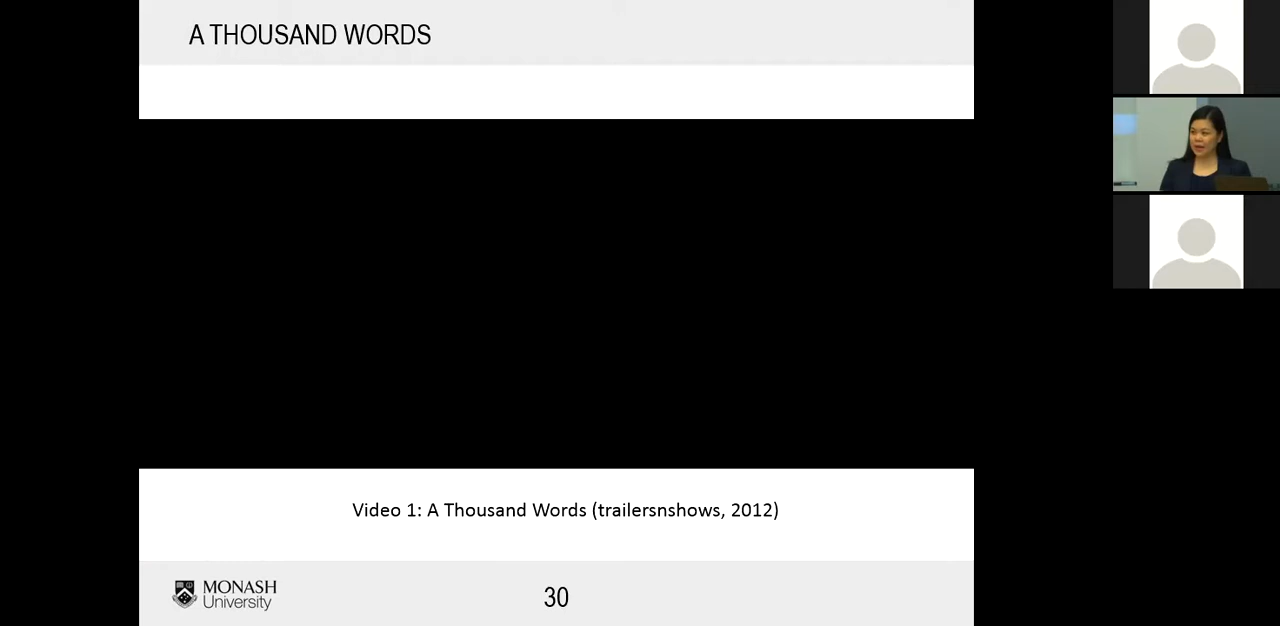 A THOUSAND WORDS
Video 1: A Thousand Words (trailersnshows, 2012)
MONASH
University
30